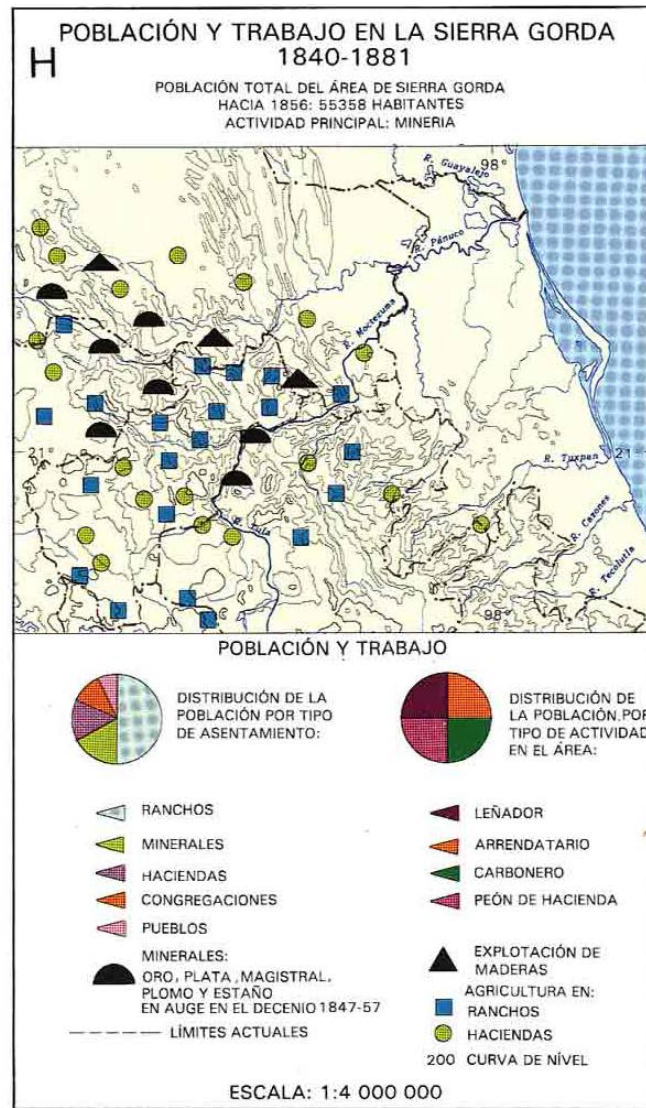 H
POBLACIÓN Y TRABAJO EN LA SIERRA GORDA
1840-1881
POBLACIÓN TOTAL DEL ÁREA DE SIERRA GORDA
HACIA 1856: 55358 HABITANTES
ACTIVIDAD PRINCIPAL: MINERIA
98°
R. Guayalejo
R. Pánuco
R. Moctezuma
21°
21
R. Tuxpan
R. Cazones
R. Tula
R. Tecolutla
98°
POBLACIÓN Y TRABAJO
DISTRIBUCIÓN DE LA
POBLACIÓN POR TIPO
DE ASENTAMIENTO:
DISTRIBUCIÓN DE
LA POBLACIÓN, POR
TIPO DE ACTIVIDAD
EN EL ÁREA:
RANCHOS
MINERALES
HACIENDAS
CONGREGACIONES
PUEBLOS
MINERALES:
ORO, PLATA, MAGISTRAL,
PLOMO Y ESTAÑO
EN AUGE EN EL DECENIO 1847-57
LÍMITES ACTUALES
LEÑADOR
ARRENDATARIO
CARBONERO
PEÓN DE HACIENDA
EXPLOTACIÓN DE
MADERAS
AGRICULTURA EN:
RANCHOS
HACIENDAS
200 CURVA DE NÍVEL
ESCALA: 1:4 000 000